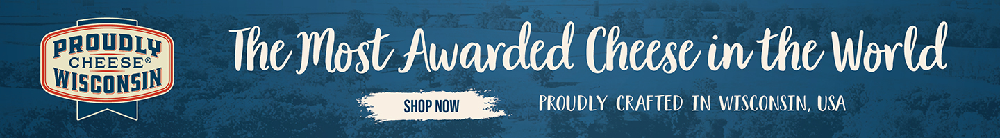 PROUDLY
CHEESE®
WISCONSIN
The Most Awarded Cheese in the World
SHOP NOW
PROUDLY CRAFTED IN WISCONSIN, USA